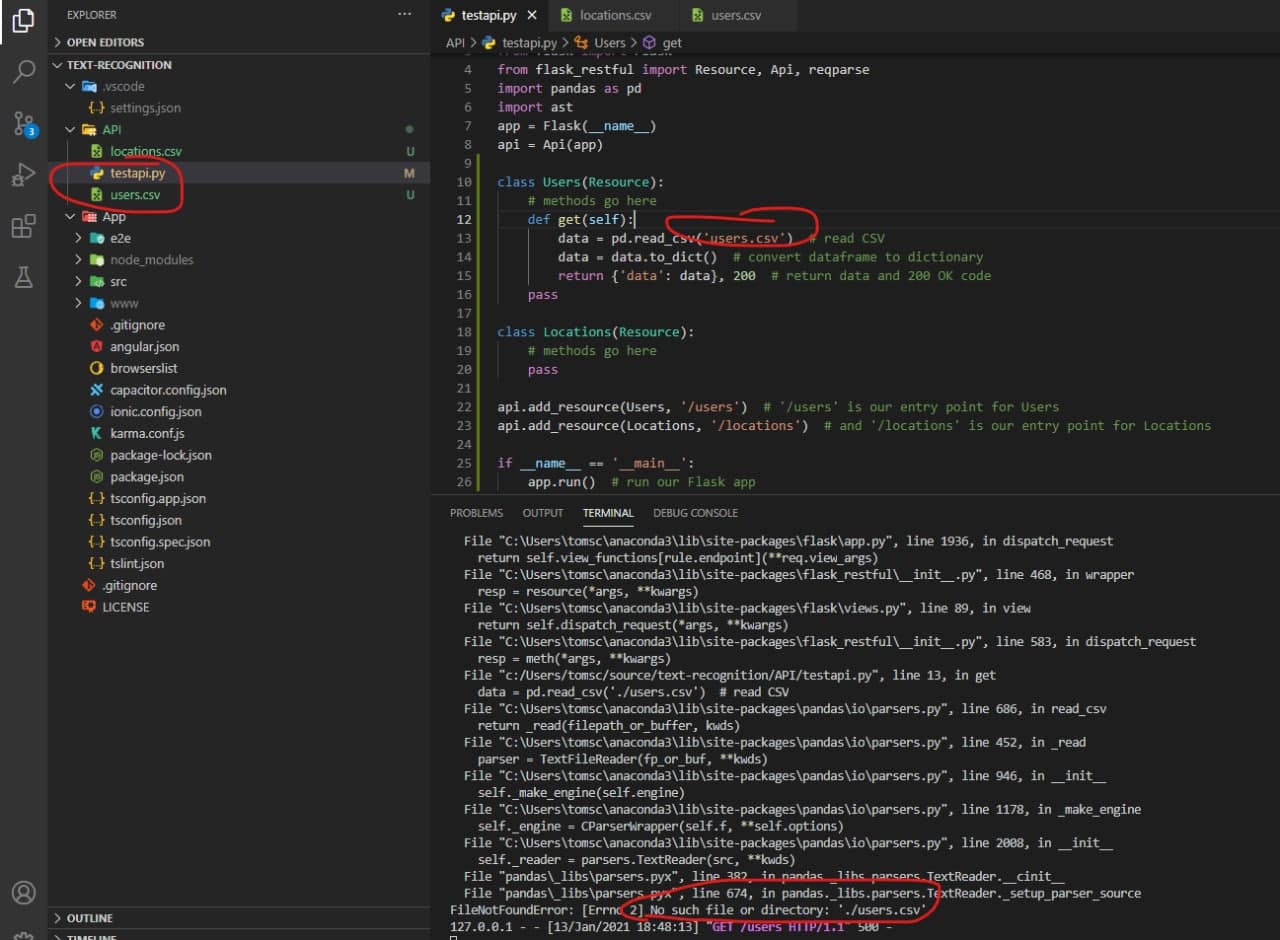 EXPLORER
OPEN EDITORS
TEXT-RECOGNITION
.vscode
{..} settings.json
API
locations.csv U
testapi.py M
users.csv U
App
e2e
node_modules
src
www
.gitignore
angular.json
browserslist
capacitor.config.json
ionic.config.json
karma.conf.js
package-lock.json
package.json
{..} tsconfig.app.json
{..} tsconfig.json
{..} tsconfig.spec.json
{..} tslint.json
.gitignore
LICENSE
OUTLINE
TIMELINE
3
testapi.py
locations.csv
users.csv
API > testapi.py > Users > get
3 from flask import Flask
4 from flask_restful import Resource, Api, reqparse
5 import pandas as pd
6 import ast
7 app = Flask(__name__)
8 api = Api(app)
9
10 class Users(Resource):
11 # methods go here
12 def get(self):
13 data = pd.read_csv('users.csv') # read CSV
14 data = data.to_dict() # convert dataframe to dictionary
15 return {'data': data}, 200 # return data and 200 OK code
16 pass
17
18 class Locations(Resource):
19 # methods go here
20 pass
21
22 api.add_resource(Users, '/users') # '/users' is our entry point for Users
23 api.add_resource(Locations, '/locations') # and '/locations' is our entry point for Locations
24
25 if __name__ == '__main__':
26 app.run() # run our Flask app
PROBLEMS OUTPUT TERMINAL DEBUG CONSOLE
File "C:\Users\tomsc\anaconda3\lib\site-packages\flask\app.py", line 1936, in dispatch_request
return self.view_functions[rule.endpoint](**req.view_args)
File "C:\Users\tomsc\anaconda3\lib\site-packages\flask_restful\__init__.py", line 468, in wrapper
resp = resource(*args, **kwargs)
File "C:\Users\tomsc\anaconda3\lib\site-packages\flask\views.py", line 89, in view
return self.dispatch_request(*args, **kwargs)
File "C:\Users\tomsc\anaconda3\lib\site-packages\flask_restful\__init__.py", line 583, in dispatch_request
resp = meth(*args, **kwargs)
File "c:/Users/tomsc/source/text-recognition/API/testapi.py", line 13, in get
data = pd.read_csv('./users.csv') # read CSV
File "C:\Users\tomsc\anaconda3\lib\site-packages\pandas\io\parsers.py", line 686, in read_csv
return _read(filepath_or_buffer, kwds)
File "C:\Users\tomsc\anaconda3\lib\site-packages\pandas\io\parsers.py", line 452, in _read
parser = TextFileReader(fp_or_buf, **kwds)
File "C:\Users\tomsc\anaconda3\lib\site-packages\pandas\io\parsers.py", line 946, in __init__
self._make_engine(self.engine)
File "C:\Users\tomsc\anaconda3\lib\site-packages\pandas\io\parsers.py", line 1178, in _make_engine
self._engine = CParserWrapper(self.f, **self.options)
File "C:\Users\tomsc\anaconda3\lib\site-packages\pandas\io\parsers.py", line 2008, in __init__
self._reader = parsers.TextReader(src, **kwds)
File "pandas\_libs\parsers.pyx", line 382, in pandas._libs.parsers.TextReader.__cinit__
File "pandas\_libs\parsers.pyx", line 674, in pandas._libs.parsers.TextReader._setup_parser_source
FileNotFoundError: [Errno 2] No such file or directory: './users.csv'
127.0.0.1 - - [13/Jan/2021 18:48:13] "GET /users HTTP/1.1" 500 -